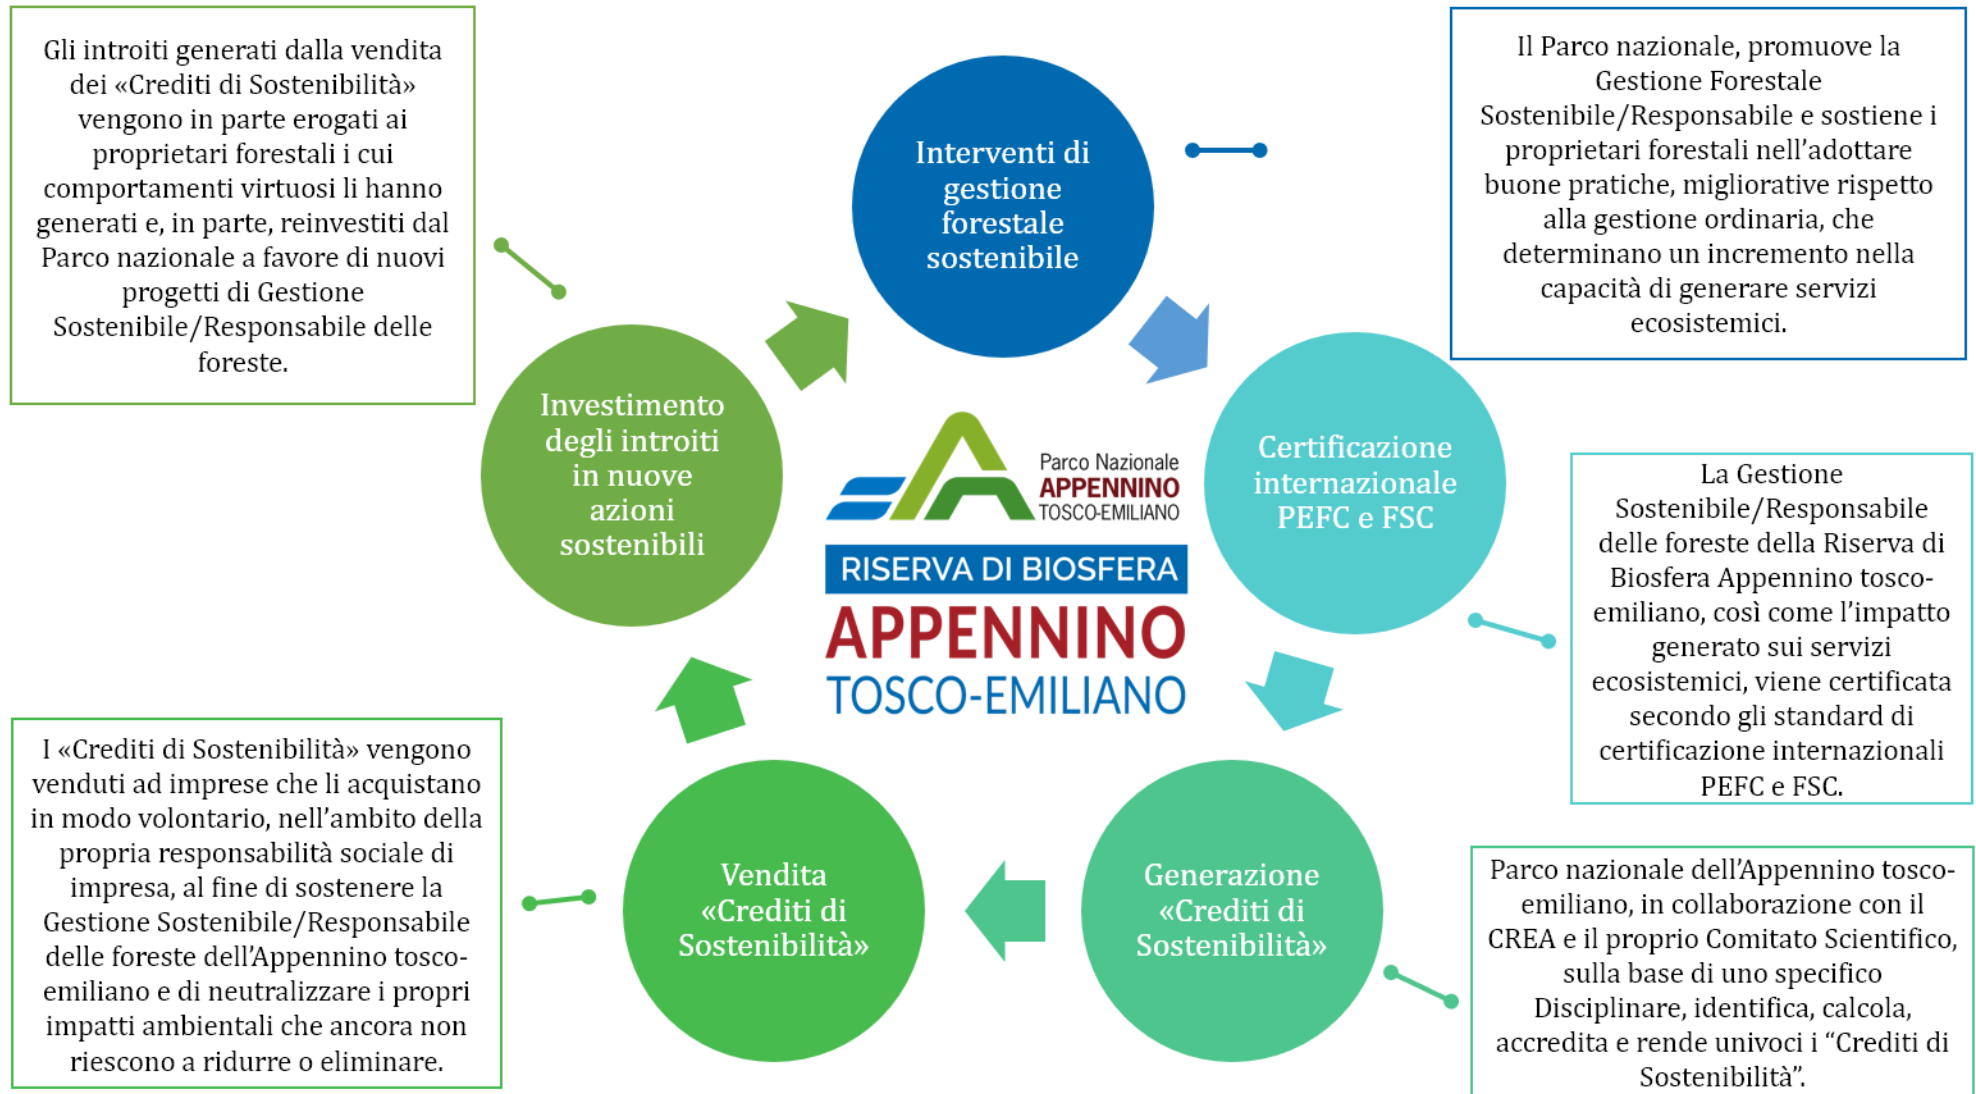 Gli introiti generati dalla vendita
dei «Crediti di Sostenibilità»
vengono in parte erogati ai
proprietari forestali i cui
comportamenti virtuosi li hanno
generati e, in parte, reinvestiti dal
Parco nazionale a favore di nuovi
progetti di Gestione
Sostenibile/Responsabile delle
foreste.
Interventi di
gestione
forestale
sostenibile
Il Parco nazionale, promuove la
Gestione Forestale
Sostenibile/Responsabile e sostiene i
proprietari forestali nell’adottare
buone pratiche, migliorative rispetto
alla gestione ordinaria, che
determinano un incremento nella
capacità di generare servizi
ecosistemici.
Investimento
degli introiti
in nuove
azioni
sostenibili
Parco Nazionale
APPENNINO
TOSCO-EMILIANO
RISERVA DI BIOSFERA
APPENNINO
TOSCO-EMILIANO
Certificazione
internazionale
PEFC e FSC
La Gestione
Sostenibile/Responsabile
delle foreste della Riserva di
Biosfera Appennino tosco-
emiliano, così come l’impatto
generato sui servizi
ecosistemici, viene certificata
secondo gli standard di
certificazione internazionali
PEFC e FSC.
I «Crediti di Sostenibilità» vengono
venduti ad imprese che li acquistano
in modo volontario, nell’ambito della
propria responsabilità sociale di
impresa, al fine di sostenere la
Gestione Sostenibile/Responsabile
delle foreste dell’Appennino tosco-
emiliano e di neutralizzare i propri
impatti ambientali che ancora non
riescono a ridurre o eliminare.
Vendita
«Crediti di
Sostenibilità»
Generazione
«Crediti di
Sostenibilità»
Parco nazionale dell’Appennino tosco-
emiliano, in collaborazione con il
CREA e il proprio Comitato Scientifico,
sulla base di uno specifico
Disciplinare, identifica, calcola,
accredita e rende univoci i “Crediti di
Sostenibilità”.